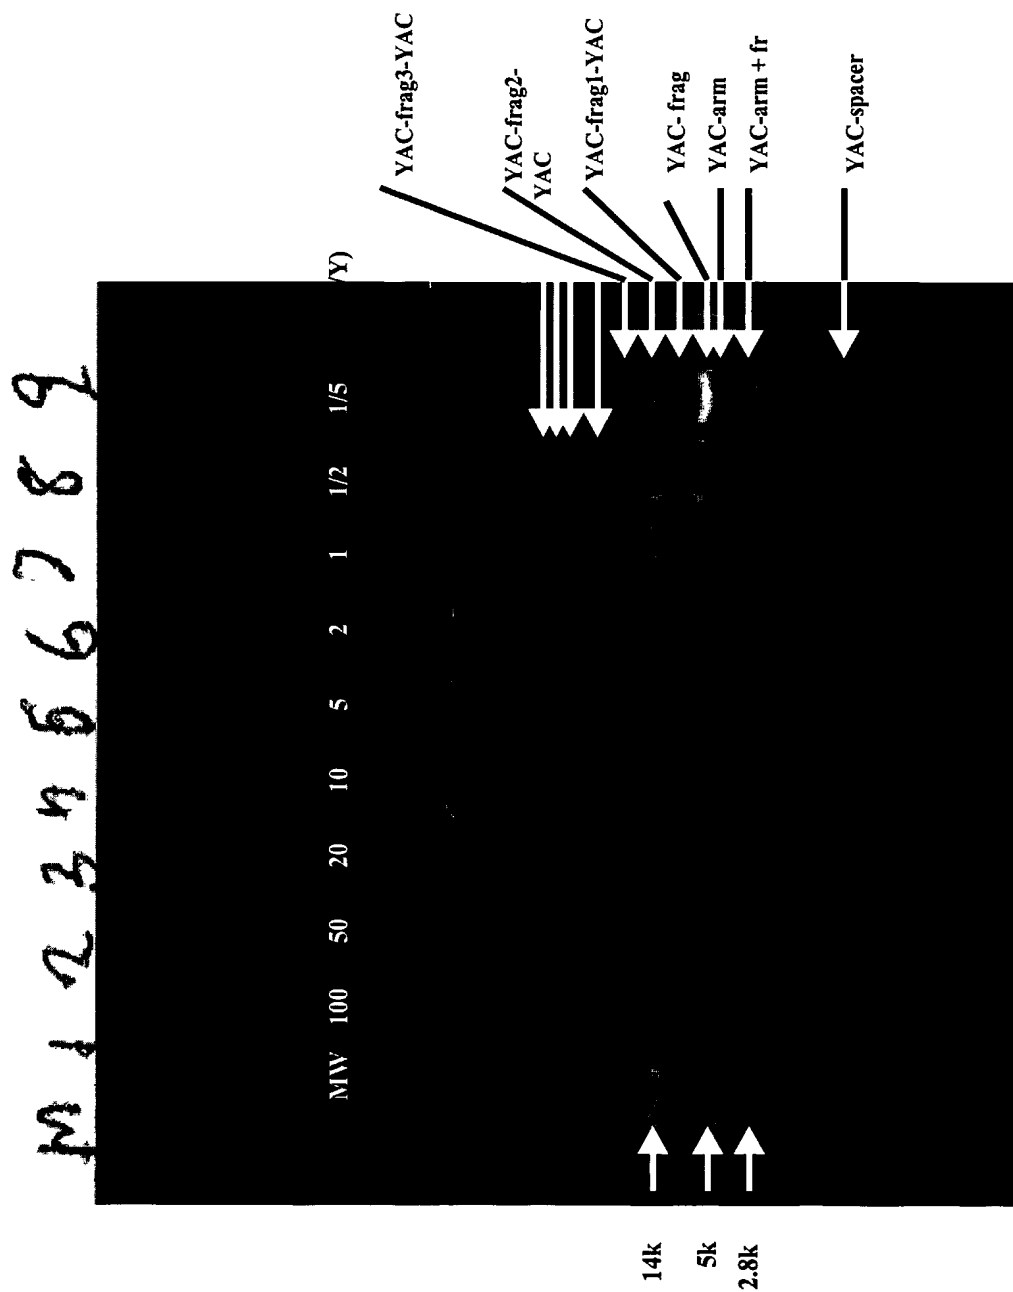 M 1 2 3 4 5 6 7 8 9
MW 100 50 20 10 5 2 1 1/2 1/5 /Y)
14k
5k
2.8k
YAC-frag3-YAC
YAC-frag2-
YAC
YAC-frag1-YAC
YAC- frag
YAC-arm
YAC-arm + fr
YAC-spacer